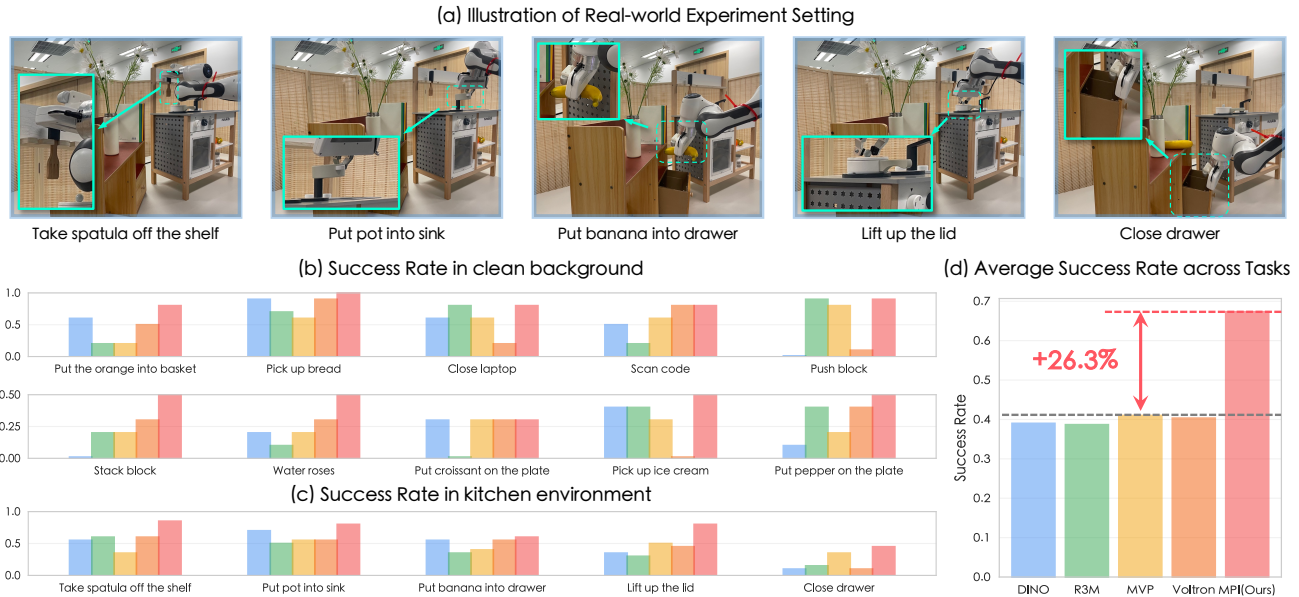 (a) Illustration of Real-world Experiment Setting
Take spatula off the shelf
Put pot into sink
Put banana into drawer
Lift up the lid
Close drawer
(b) Success Rate in clean background
1.0
0.5
0.0
Put the orange into basket
Pick up bread
Close laptop
Scan code
Push block
0.50
0.25
0.00
Stack block
Water roses
Put croissant on the plate
Pick up ice cream
Put pepper on the plate
(c) Success Rate in kitchen environment
1.0
0.5
0.0
Take spatula off the shelf
Put pot into sink
Put banana into drawer
Lift up the lid
Close drawer
(d) Average Success Rate across Tasks
Success Rate
0.7
0.6
0.5
0.4
0.3
0.2
0.1
0.0
+26.3%
DINO
R3M
MVP
Voltron
MPI(Ours)